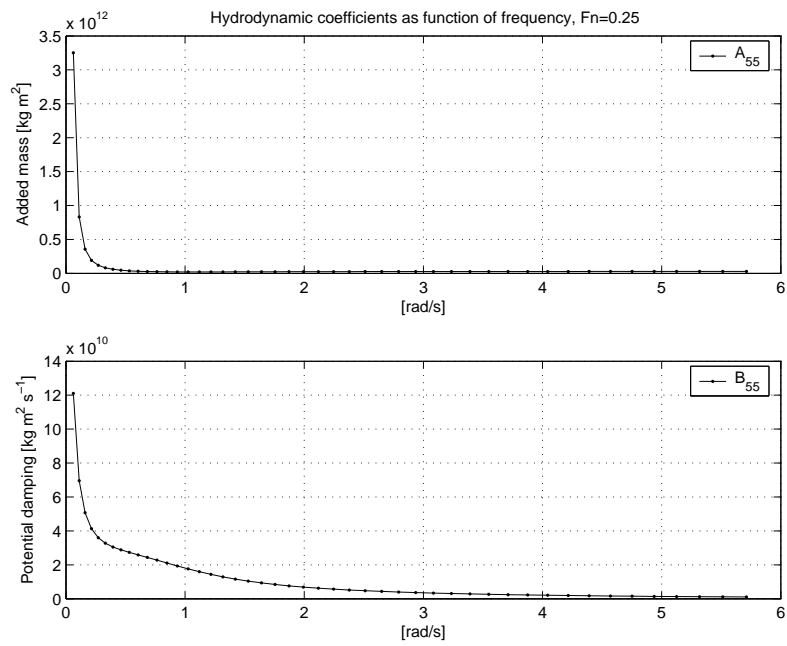 Hydrodynamic coefficients as function of frequency, Fn=0.25
x 10^12
3.5
3
2.5
2
1.5
1
0.5
0
Added mass [kg m^2]
A_55
0 1 2 3 4 5 6
[rad/s]
x 10^10
14
12
10
8
6
4
2
0
Potential damping [kg m^2 s^−1]
B_55
0 1 2 3 4 5 6
[rad/s]